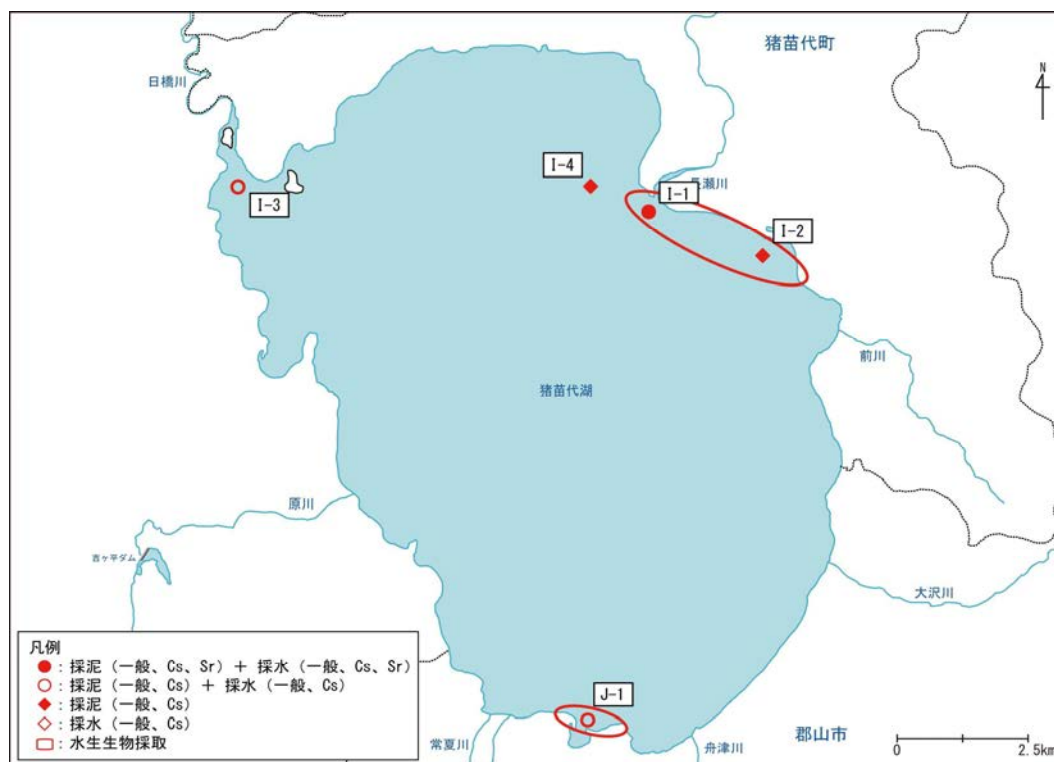 猪苗代町
日橋川
N
I-4
長瀬川
I-1
I-3
I-2
前川
猪苗代湖
原川
吉ヶ平ダム
大沢川
凡例
●：採泥（一般、Cs、Sr）＋ 採水（一般、Cs、Sr）
○：採泥（一般、Cs）＋ 採水（一般、Cs）
◆：採泥（一般、Cs）
◇：採水（一般、Cs）
□：水生生物採取
J-1
常夏川
舟津川
郡山市
0 2.5km